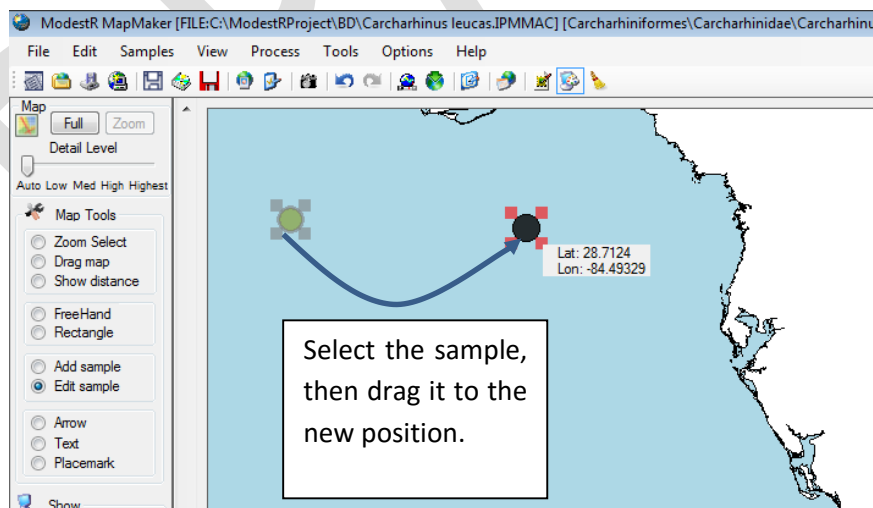 ModestR MapMaker [FILE:C:\ModestRProject\BD\Carcharhinus leucas.IPMMAC] [Carcharhiniformes\Carcharhinidae\Carcharhinu
File Edit Samples View Process Tools Options Help
Map
Full Zoom
Detail Level
Auto Low Med High Highest
Map Tools
Zoom Select
Drag map
Show distance
FreeHand
Rectangle
Add sample
Edit sample
Arrow
Text
Placemark
Show
Lat: 28.7124
Lon: -84.49329
Select the sample,
then drag it to the
new position.